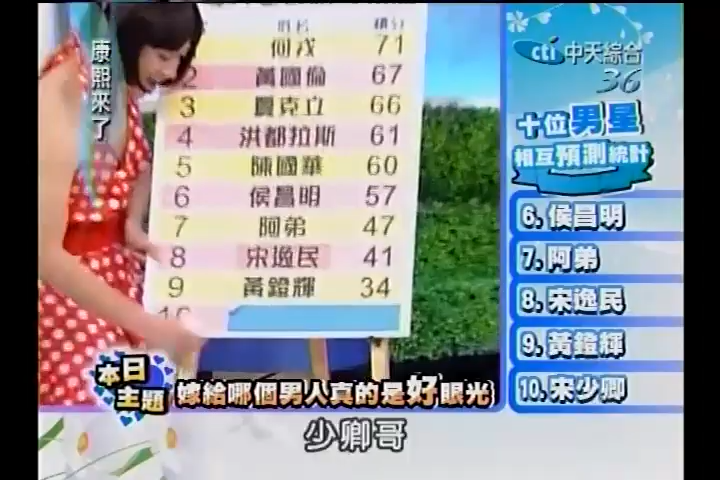 康熙來了
姓名 積分
何戎 71
2 黃國倫 67
3 夏克立 66
4 洪都拉斯 61
5 陳國華 60
6 侯昌明 57
7 阿弟 47
8 宋逸民 41
9 黃鐙輝 34
10
cti 中天綜合
36
十位男星
相互預測統計
6. 侯昌明
7. 阿弟
8. 宋逸民
9. 黃鐙輝
10. 宋少卿
本日
主題
嫁給哪個男人真的是好眼光
少卿哥